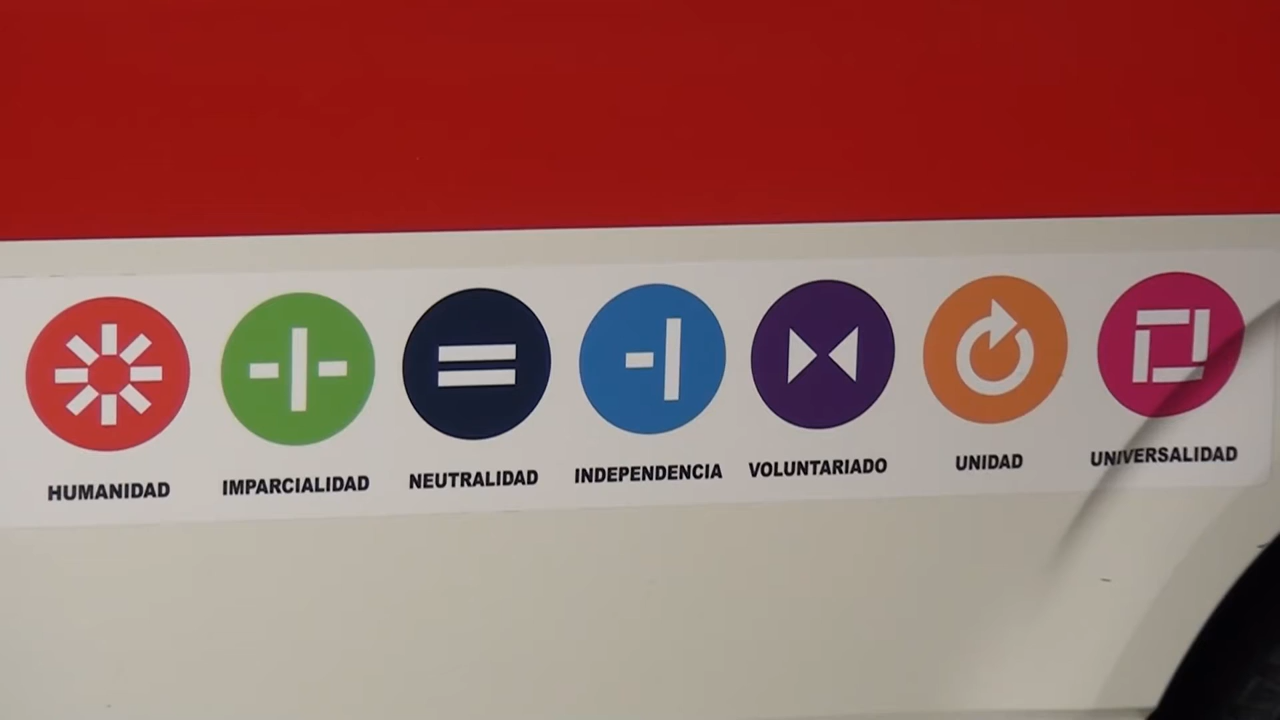 HUMANIDAD
IMPARCIALIDAD
NEUTRALIDAD
INDEPENDENCIA
VOLUNTARIADO
UNIDAD
UNIVERSALIDAD